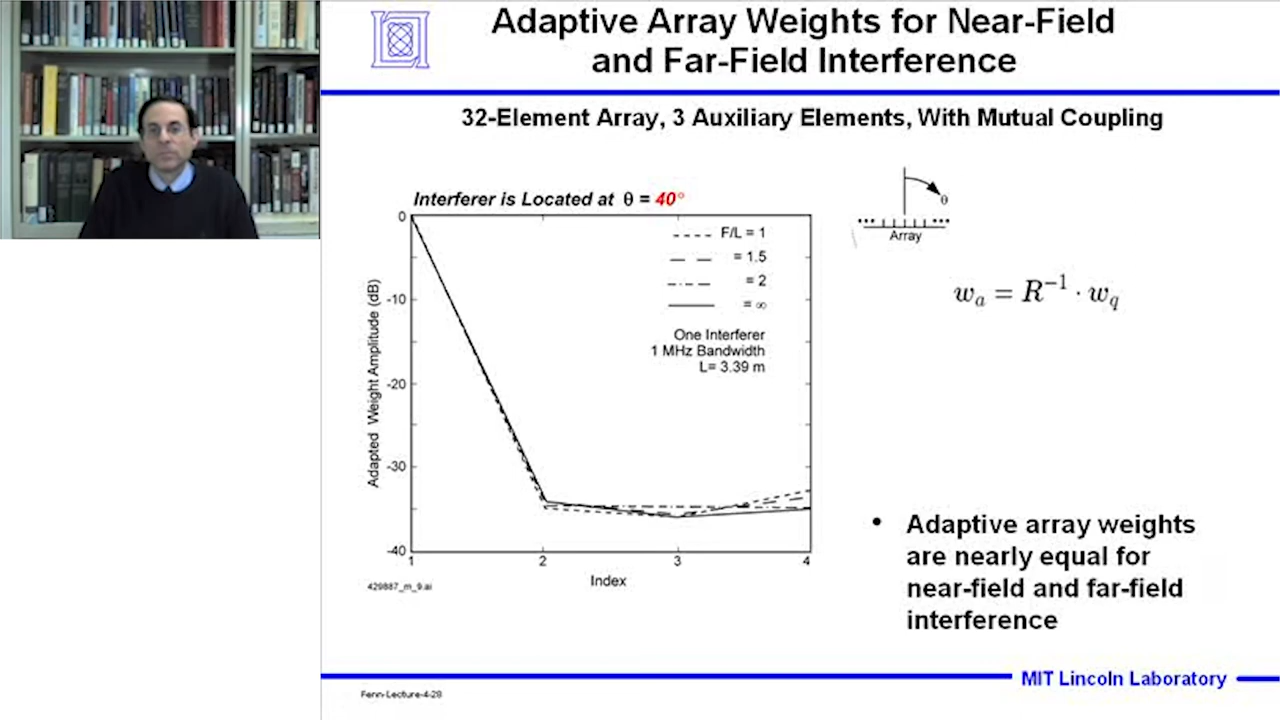 Adaptive Array Weights for Near-Field
and Far-Field Interference
32-Element Array, 3 Auxiliary Elements, With Mutual Coupling
Interferer is Located at θ = 40°
0
-10
-20
-30
-40
Adapted Weight Amplitude (dB)
F/L = 1
= 1.5
= 2
= ∞
One Interferer
1 MHz Bandwidth
L= 3.39 m
1 2 3 4
Index
429887_m_9.ai
θ
Array
wₐ = R⁻¹ · w_q
• Adaptive array weights
are nearly equal for
near-field and far-field
interference
MIT Lincoln Laboratory
Fenn-Lecture-4-28